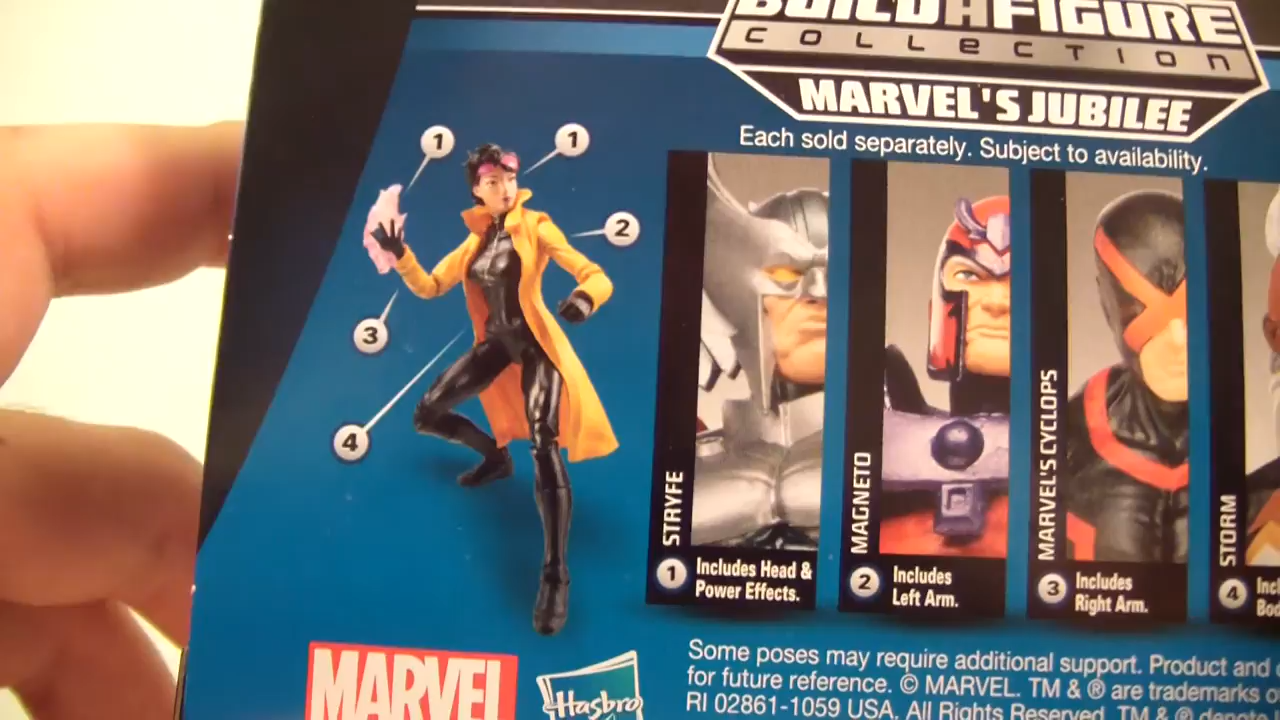 BUILD A FIGURE
COLLECTION
MARVEL'S JUBILEE
Each sold separately. Subject to availability.
1
1
2
3
4
STRYFE
1 Includes Head &
Power Effects.
MAGNETO
2 Includes
Left Arm.
MARVEL'S CYCLOPS
3 Includes
Right Arm.
STORM
4
MARVEL
Hasbro
Some poses may require additional support. Product and
for future reference. © MARVEL. TM & ® are trademarks
RI 02861-1059 USA. All Rights Reserved. TM & ® denote